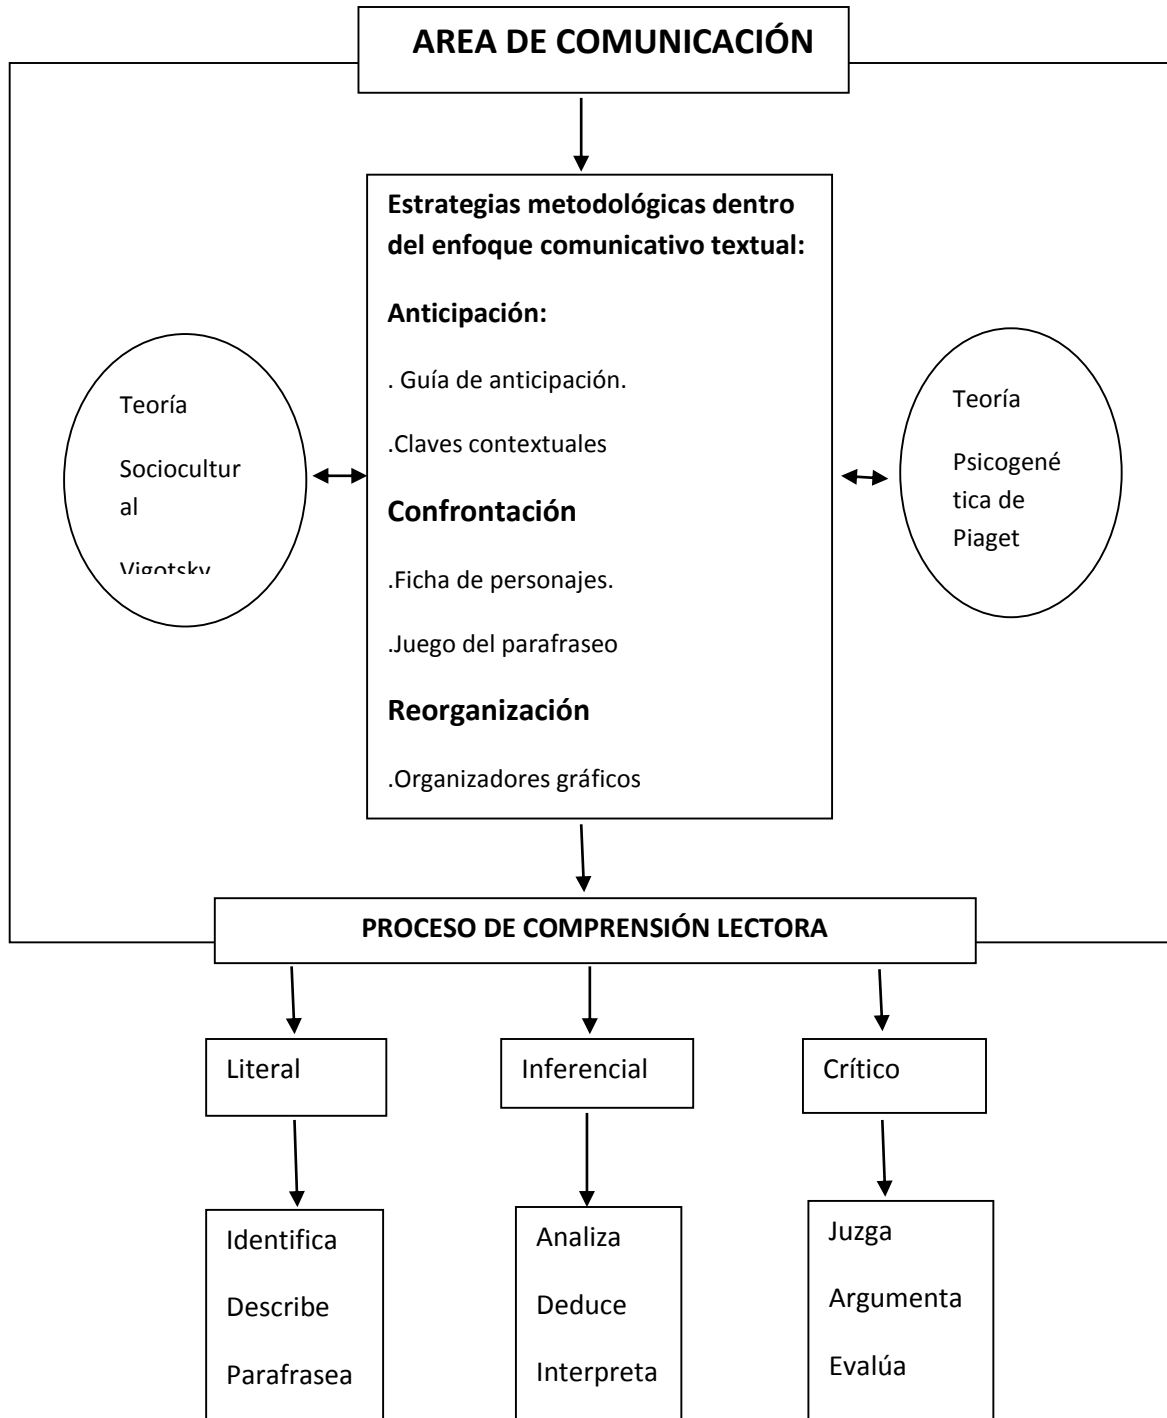 AREA DE COMUNICACIÓN
Estrategias metodológicas dentro
del enfoque comunicativo textual:
Anticipación:
. Guía de anticipación.
.Claves contextuales
Confrontación
.Ficha de personajes.
.Juego del parafraseo
Reorganización
.Organizadores gráficos
Teoría
Sociocultur
al
Vigotsky
Teoría
Psicogené
tica de
Piaget
PROCESO DE COMPRENSIÓN LECTORA
Literal
Inferencial
Crítico
Identifica
Describe
Parafrasea
Analiza
Deduce
Interpreta
Juzga
Argumenta
Evalúa